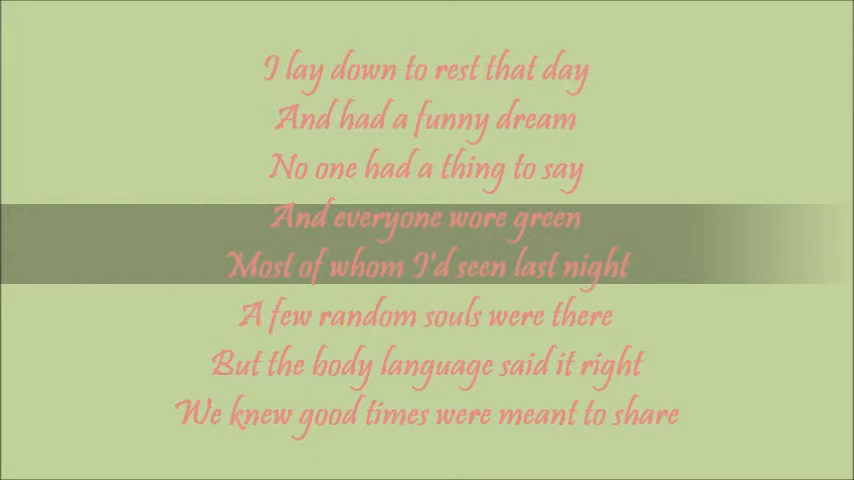 I lay down to rest that day
And had a funny dream
No one had a thing to say
And everyone wore green
Most of whom I'd seen last night
A few random souls were there
But the body language said it right
We knew good times were meant to share